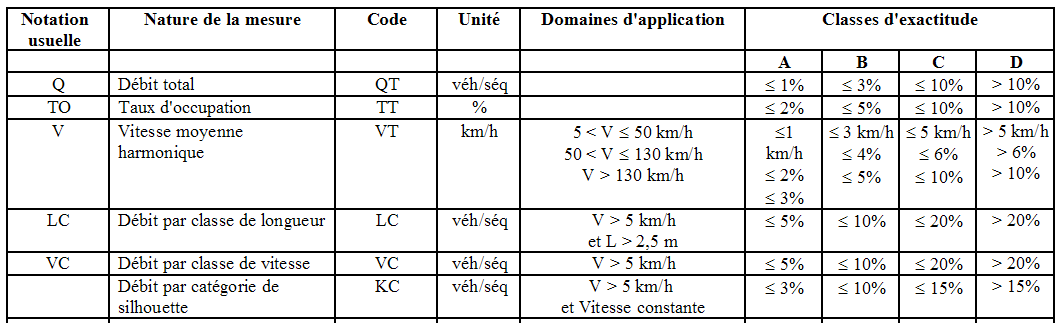 Notation usuelle | Nature de la mesure | Code | Unité | Domaines d'application | Classes d'exactitude
A | B | C | D
Q | Débit total | QT | véh/séq | | ≤ 1% | ≤ 3% | ≤ 10% | > 10%
TO | Taux d'occupation | TT | % | | ≤ 2% | ≤ 5% | ≤ 10% | > 10%
V | Vitesse moyenne | VT | km/h | 5 < V ≤ 50 km/h | ≤1 | ≤ 3 km/h | ≤ 5 km/h | > 5 km/h
harmonique | 50 < V ≤ 130 km/h | km/h | ≤ 4% | ≤ 6% | > 6%
V > 130 km/h | ≤ 2% | ≤ 5% | ≤ 10% | > 10%
≤ 3%
LC | Débit par classe de longueur | LC | véh/séq | V > 5 km/h | ≤ 5% | ≤ 10% | ≤ 20% | > 20%
et L > 2,5 m
VC | Débit par classe de vitesse | VC | véh/séq | V > 5 km/h | ≤ 5% | ≤ 10% | ≤ 20% | > 20%
Débit par catégorie de | KC | véh/séq | V > 5 km/h | ≤ 3% | ≤ 10% | ≤ 15% | > 15%
silhouette | et Vitesse constante